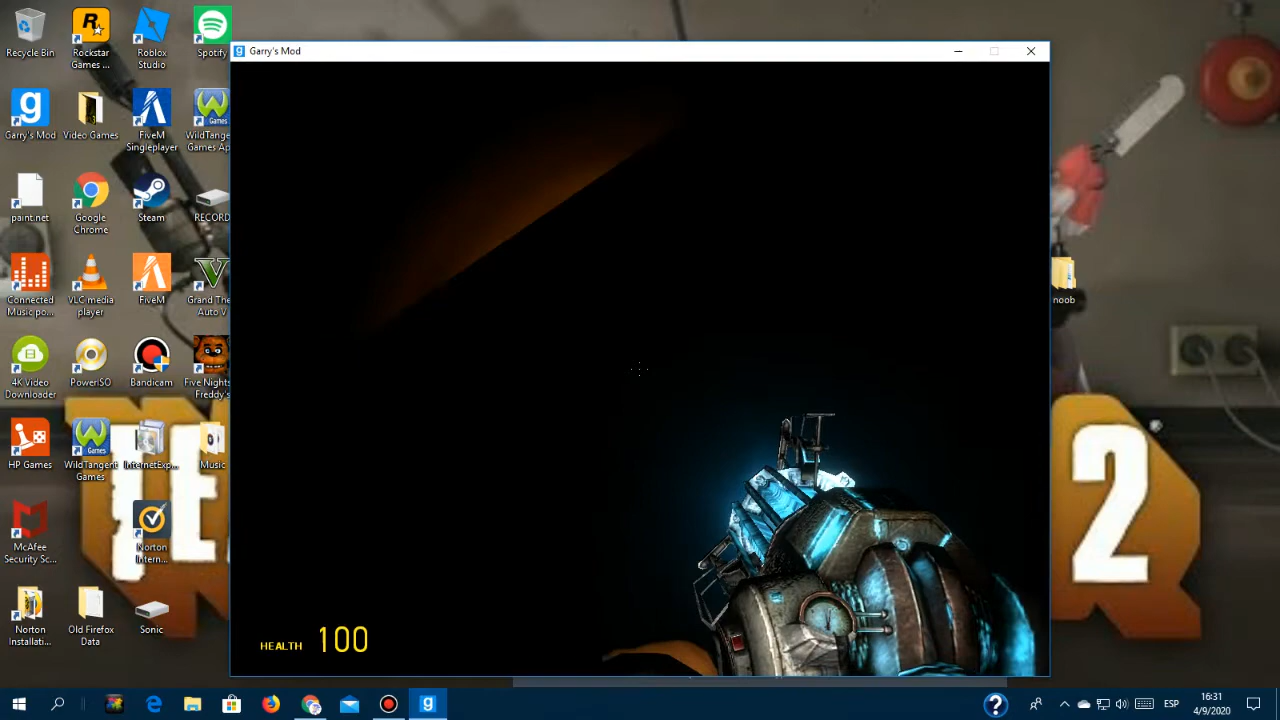 Garry's Mod
Recycle Bin
Rockstar Games ...
Roblox Studio
Spotify
Garry's Mod
Video Games
FiveM Singleplayer
WildTange Games Ap
paint.net
Google Chrome
Steam
RECORD
Connected Music po...
VLC media player
FiveM
Grand The Auto V
4K Video Downloader
PowerISO
Bandicam
Five Nights Freddy's
HP Games
WildTangent Games
InternetExp...
Music
McAfee Security Sc...
Norton Intern...
Norton Installati...
Old Firefox Data
Sonic
noob
2
HEALTH 100
ESP
16:31
4/9/2020